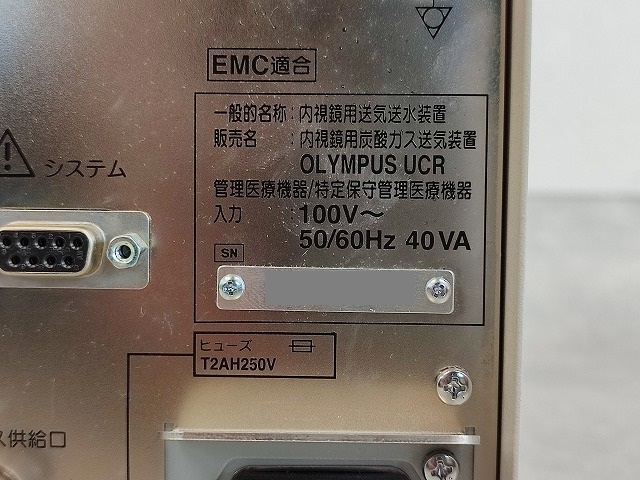 EMC適合
一般的名称：内視鏡用送気送水装置
販売名　：内視鏡用炭酸ガス送気装置
OLYMPUS UCR
管理医療機器/特定保守管理医療機器
入力　：100V～
50/60Hz 40VA
システム
SN
ヒューズ
T2AH250V
ス供給口